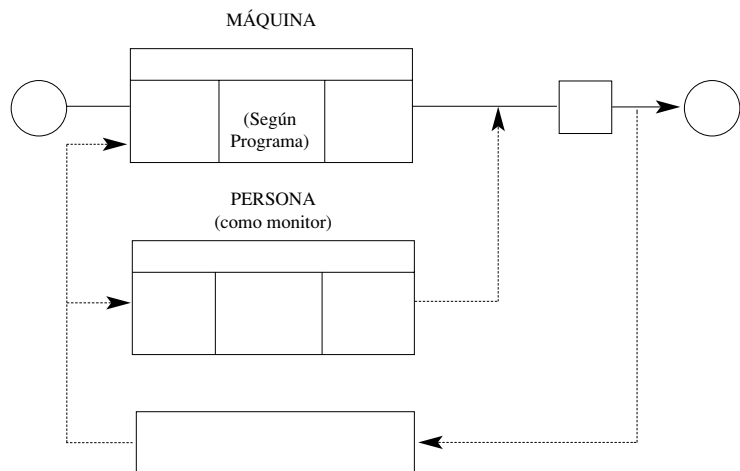 MÁQUINA
(Según
Programa)
PERSONA
(como monitor)